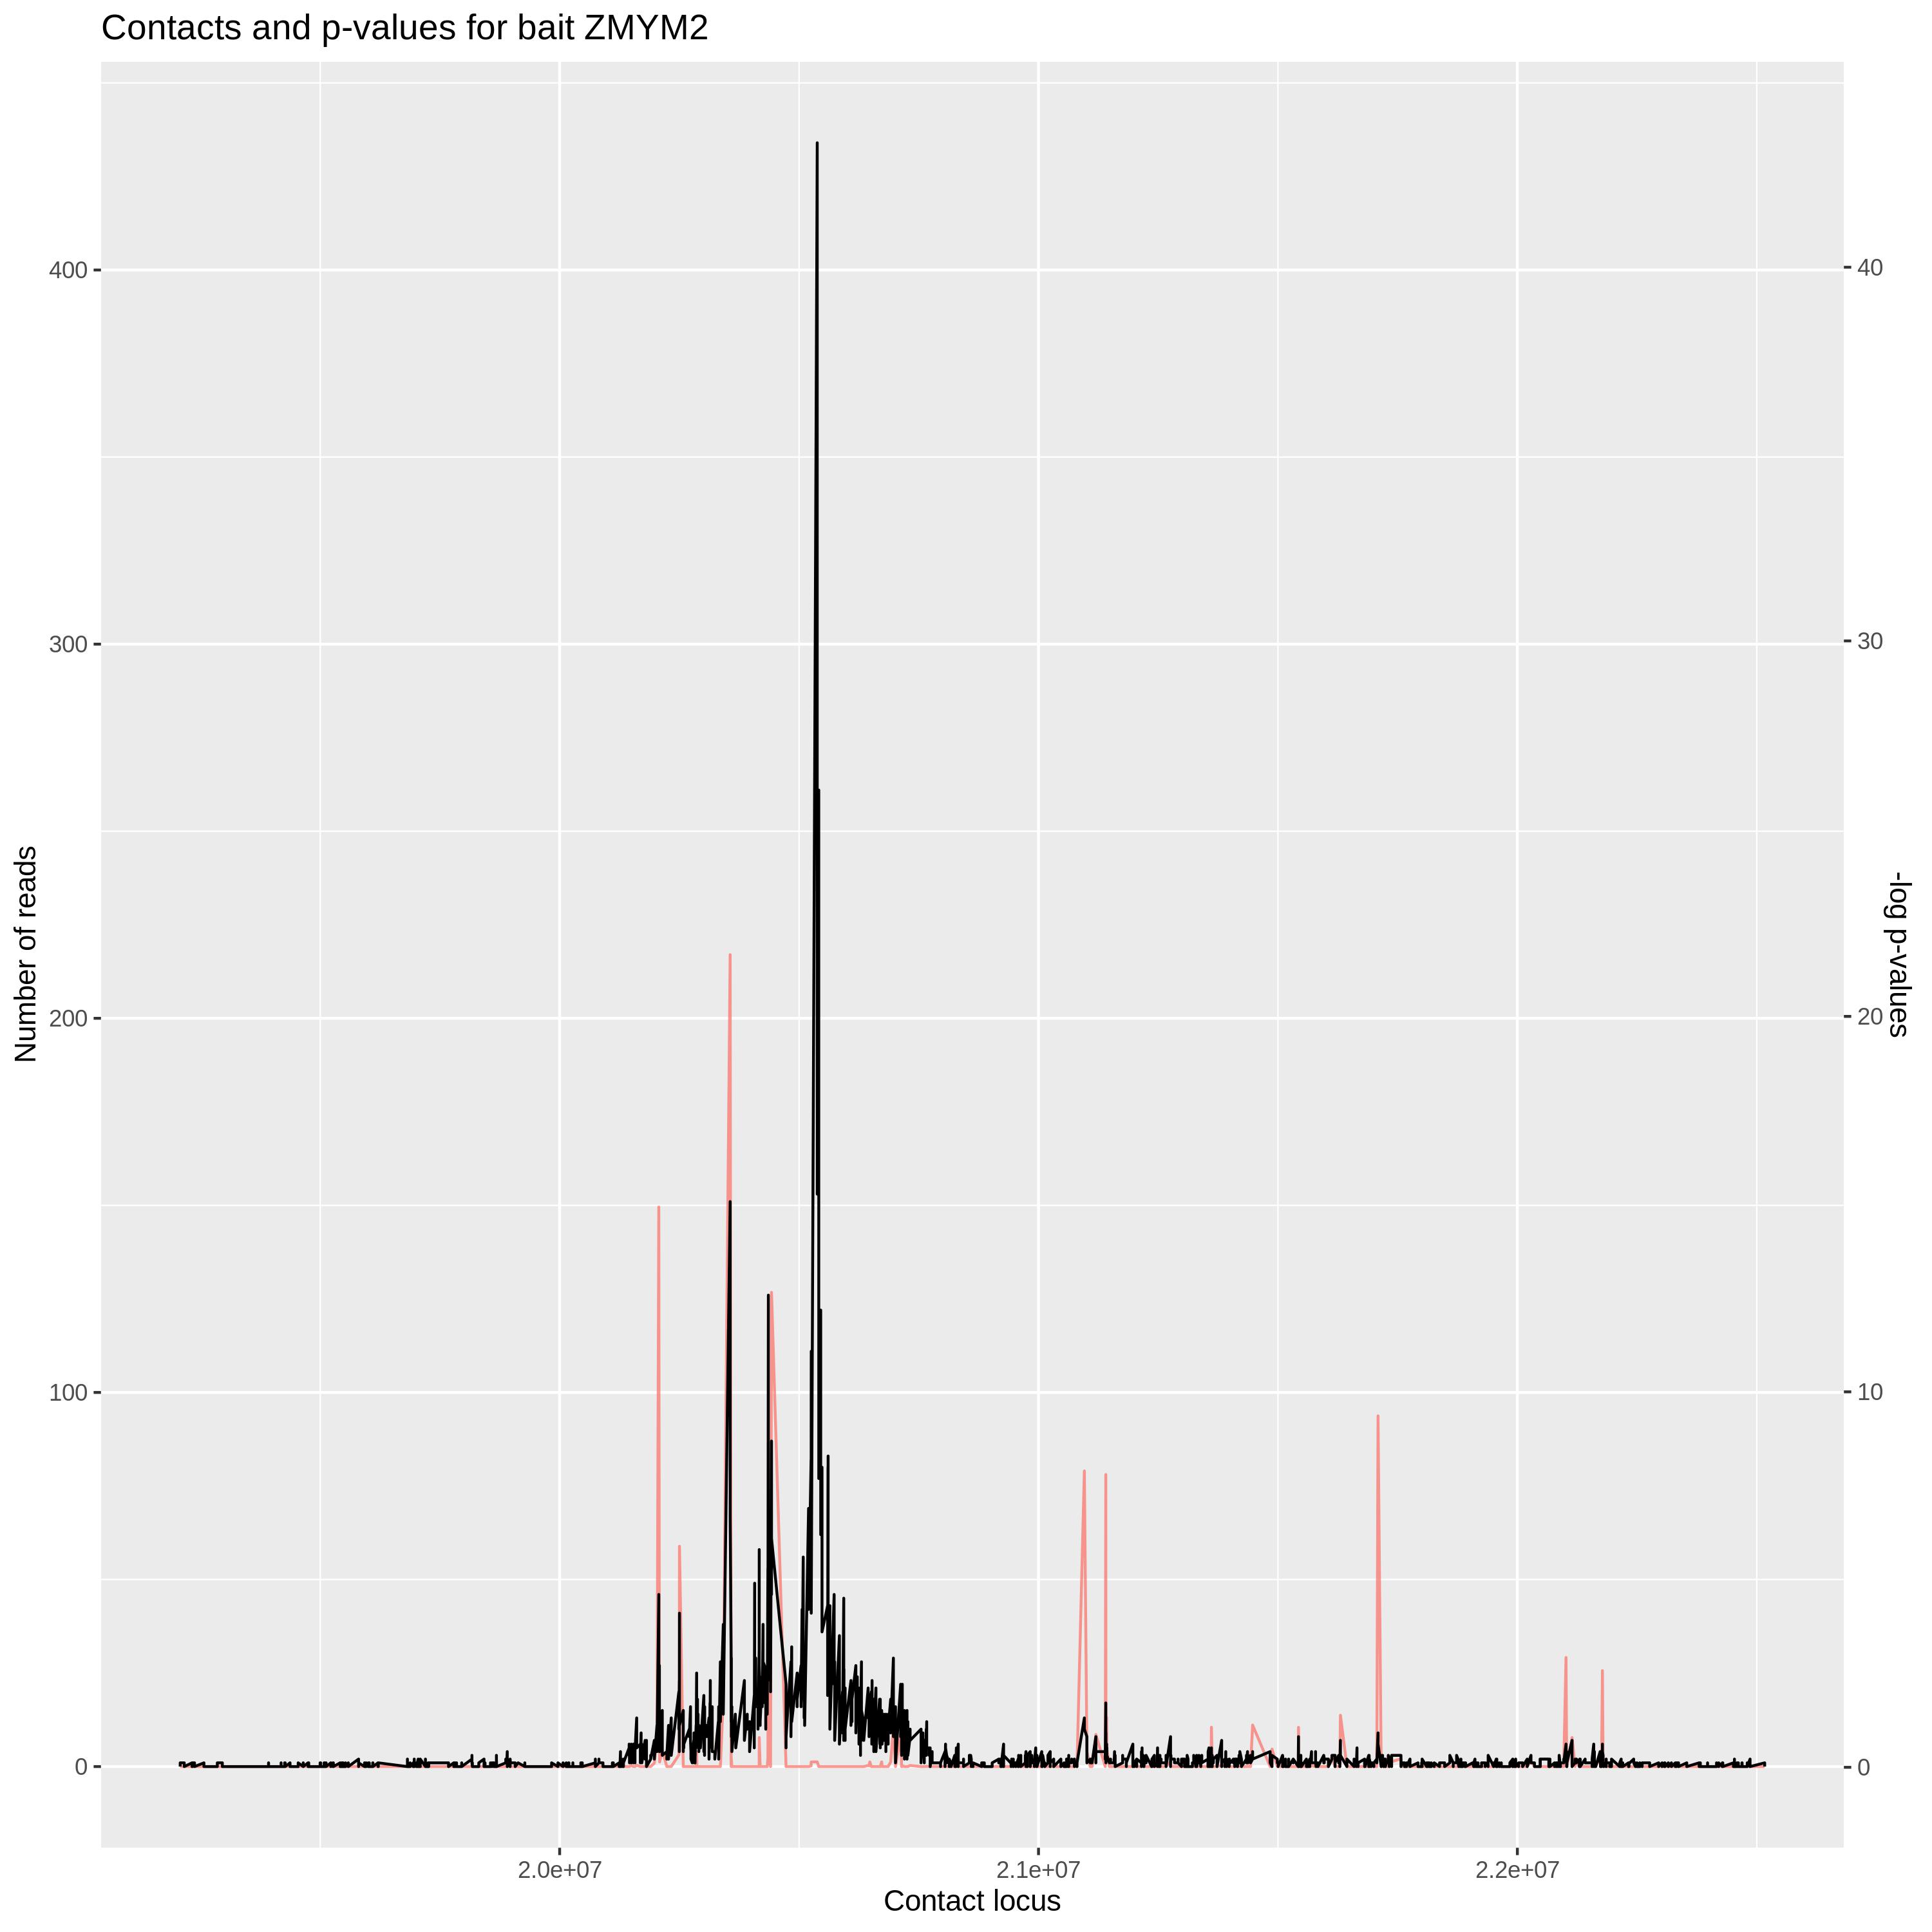 Contacts and p-values for bait ZMYM2
Number of reads
400
300
200
100
0
40
30
20
10
0
-log p-values
2.0e+07
2.1e+07
2.2e+07
Contact locus